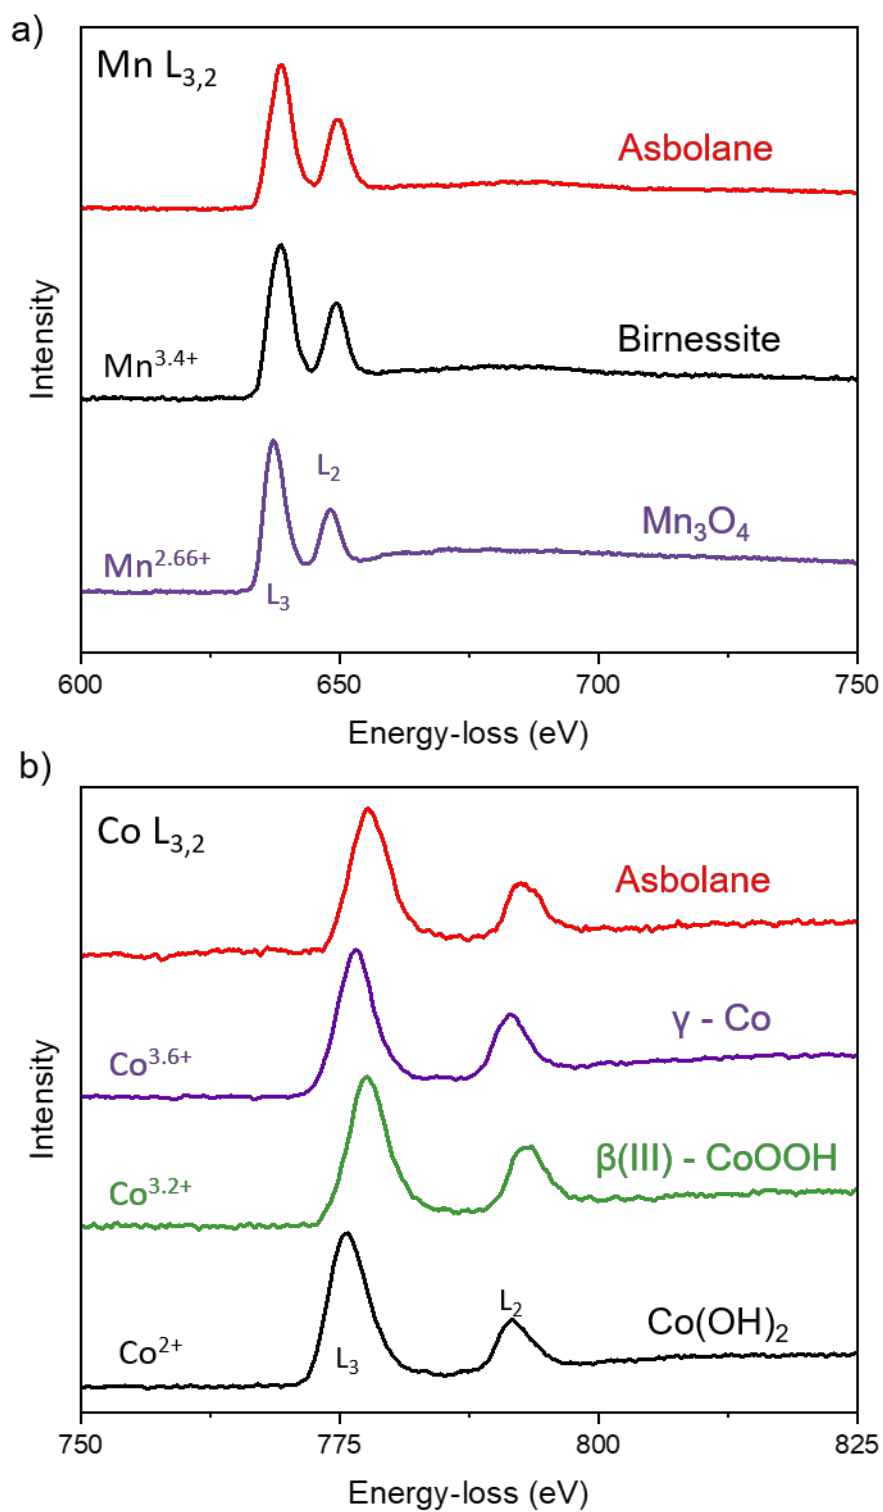 a)
Mn L₃,₂
Asbolane
Birnessite
Mn³·⁴⁺
L₂
Mn₃O₄
Mn²·⁶⁶⁺
L₃
Intensity
600 650 700 750
Energy-loss (eV)
b)
Co L₃,₂
Asbolane
γ - Co
Co³·⁶⁺
β(III) - CoOOH
Co³·²⁺
L₂
Co(OH)₂
Co²⁺
L₃
Intensity
750 775 800 825
Energy-loss (eV)